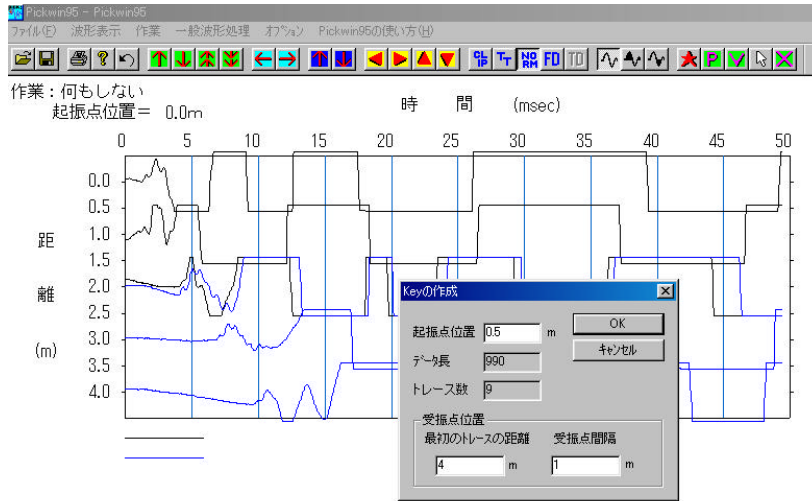 Pickwin95 - Pickwin95
ファイル(F) 波形表示 作業 一般波形処理 オプション Pickwin95の使い方(H)
CLIP TT NORM FD TD P
作業：何もしない
起振点位置＝ 0.0m
時 間 (msec)
0 5 10 15 20 25 30 35 40 45 50
距
離
(m)
0.0
0.5
1.0
1.5
2.0
2.5
3.0
3.5
4.0
Keyの作成
起振点位置 0.5 m
OK
データ長 990
キャンセル
トレース数 9
受振点位置
最初のトレースの距離 受振点間隔
4 m 1 m